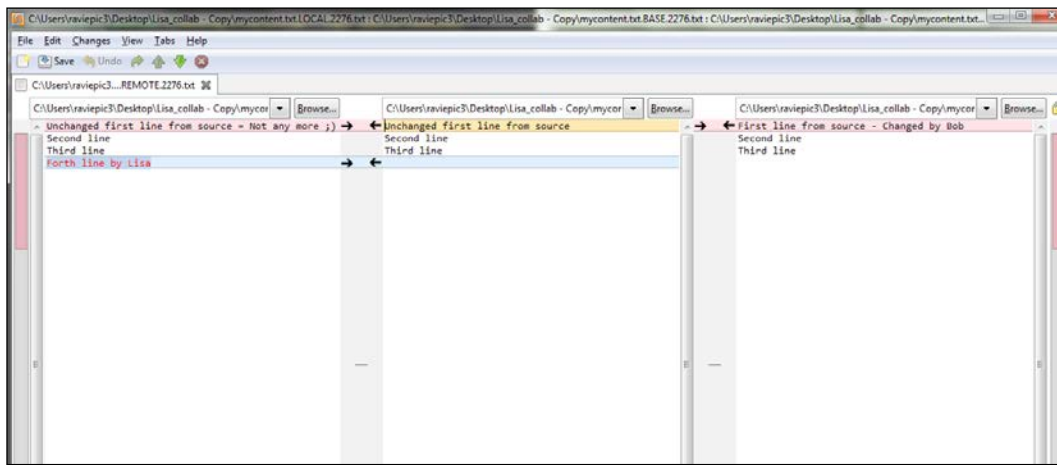 C:\Users\raviepic3\Desktop\Lisa_collab - Copy\mycontent.txt.LOCAL.2276.txt : C:\Users\raviepic3\Desktop\Lisa_collab - Copy\mycontent.txt.BASE.2276.txt : C:\Users\raviepic3\Desktop\Lisa_collab - Copy\mycontent.txt...
File Edit Changes View Tabs Help
Save Undo
C:\Users\raviepic3....REMOTE.2276.txt
C:\Users\raviepic3\Desktop\Lisa_collab - Copy\mycor Browse... C:\Users\raviepic3\Desktop\Lisa_collab - Copy\mycor Browse... C:\Users\raviepic3\Desktop\Lisa_collab - Copy\mycor Browse...
Unchanged first line from source - Not any more ;)
Second line
Third line
Forth line by Lisa
Unchanged first line from source
Second line
Third line
First line from source - Changed by Bob
Second line
Third line